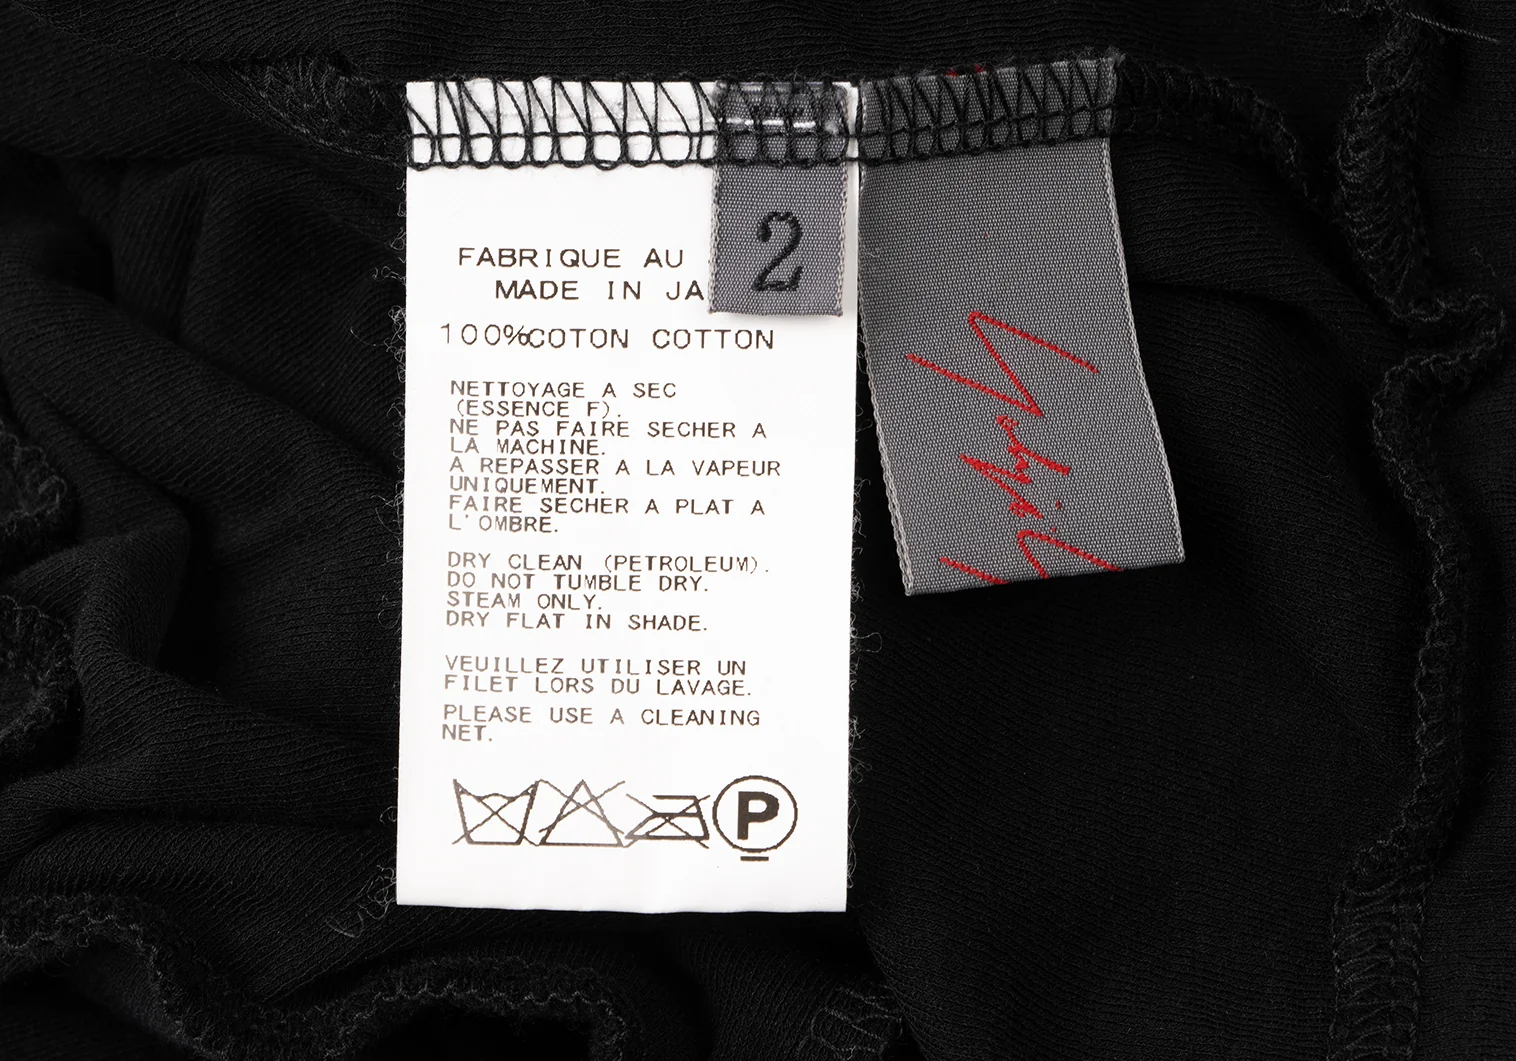 2
FABRIQUE AU
MADE IN JA
100%COTON COTTON
NETTOYAGE A SEC
(ESSENCE F).
NE PAS FAIRE SECHER A
LA MACHINE.
A REPASSER A LA VAPEUR
UNIQUEMENT.
FAIRE SECHER A PLAT A
L'OMBRE.
DRY CLEAN (PETROLEUM).
DO NOT TUMBLE DRY.
STEAM ONLY.
DRY FLAT IN SHADE.
VEUILLEZ UTILISER UN
FILET LORS DU LAVAGE.
PLEASE USE A CLEANING
NET.
P